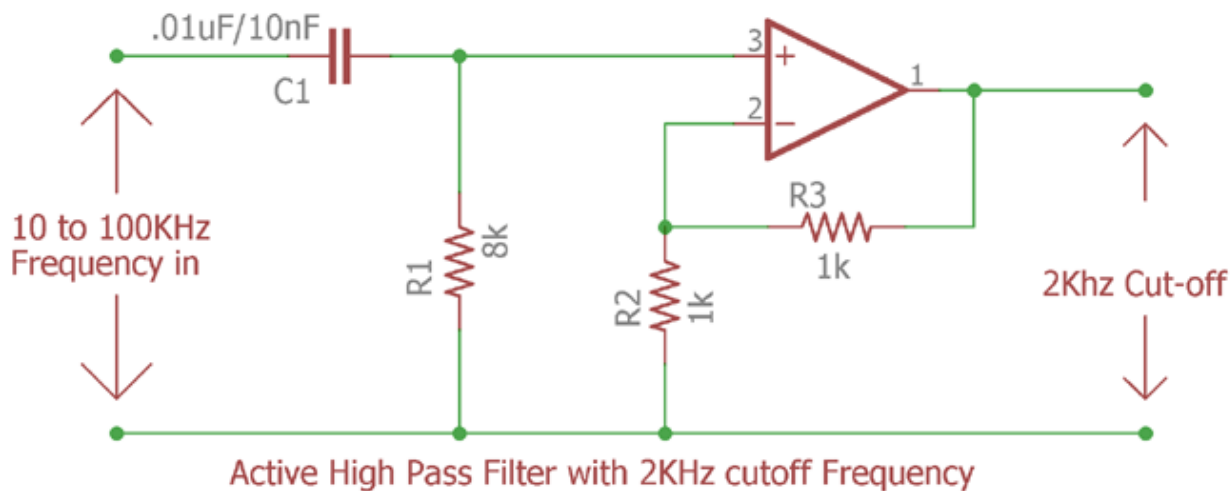 .01uF/10nF
C1
3
+
2
−
1
10 to 100KHz
Frequency in
R1
8k
R2
1k
R3
1k
2Khz Cut-off
Active High Pass Filter with 2KHz cutoff Frequency